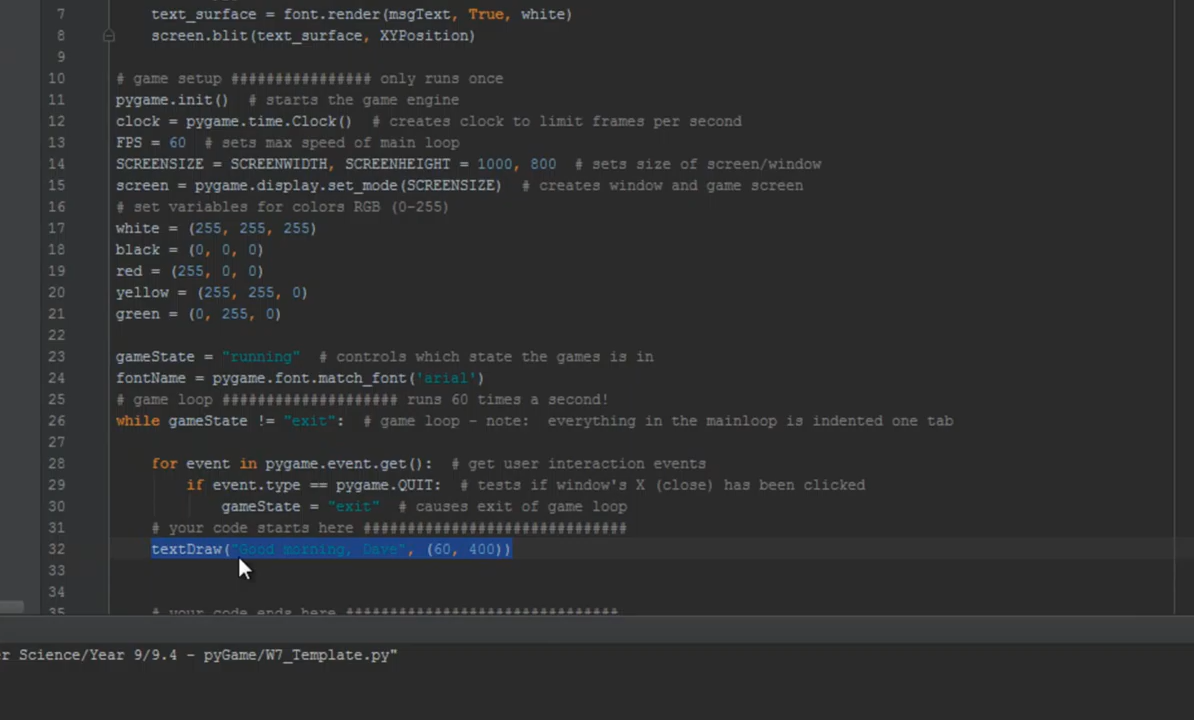 7 text_surface = font.render(msgText, True, white)
8 screen.blit(text_surface, XYPosition)
9
10 # game setup ################ only runs once
11 pygame.init()  # starts the game engine
12 clock = pygame.time.Clock()  # creates clock to limit frames per second
13 FPS = 60  # sets max speed of main loop
14 SCREENSIZE = SCREENWIDTH, SCREENHEIGHT = 1000, 800  # sets size of screen/window
15 screen = pygame.display.set_mode(SCREENSIZE)  # creates window and game screen
16 # set variables for colors RGB (0-255)
17 white = (255, 255, 255)
18 black = (0, 0, 0)
19 red = (255, 0, 0)
20 yellow = (255, 255, 0)
21 green = (0, 255, 0)
22
23 gameState = "running"  # controls which state the games is in
24 fontName = pygame.font.match_font('arial')
25 # game loop #################### runs 60 times a second!
26 while gameState != "exit":  # game loop - note:  everything in the mainloop is indented one tab
27
28 for event in pygame.event.get():  # get user interaction events
29 if event.type == pygame.QUIT:  # tests if window's X (close) has been clicked
30 gameState = "exit"  # causes exit of game loop
31 # your code starts here ##############################
32 textDraw("Good morning, Dave", (60, 400))
33
34
35 # your code ends here ###############################
er Science/Year 9/9.4 - pyGame/W7_Template.py"